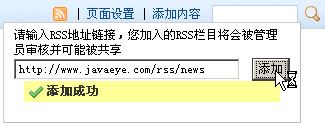 | 页面设置 | 添加内容
请输入RSS地址链接，您加入的RSS栏目将会被管理
员审核并可能被共享
http://www.javaeye.com/rss/news 添加
添加成功